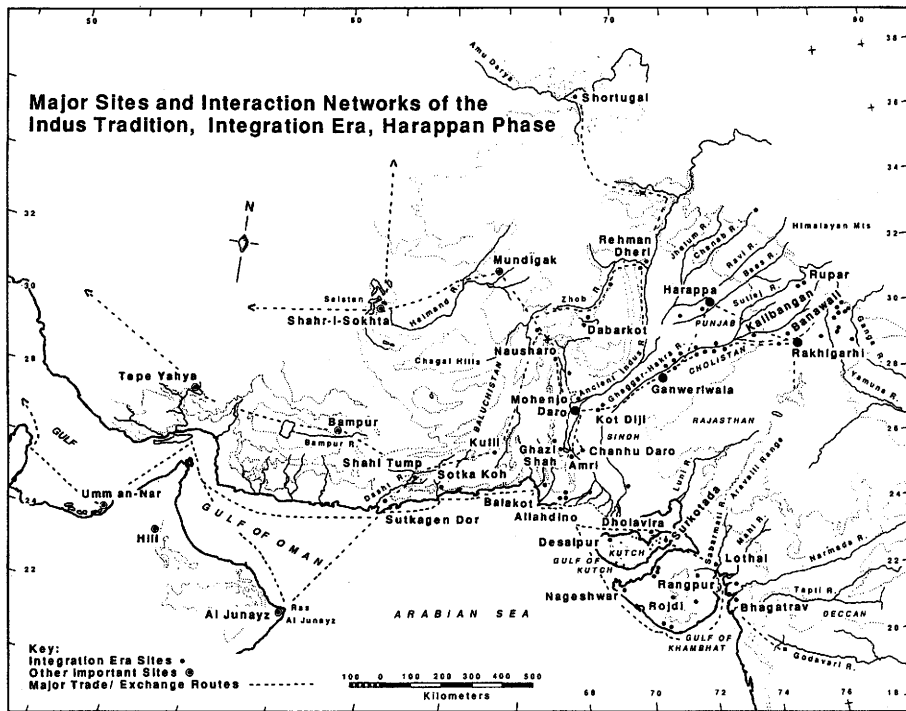 50
60
70
80
90
38
36
34
32
30
28
26
24
22
20
18
Major Sites and Interaction Networks of the
Indus Tradition, Integration Era, Harappan Phase
N
Amu Darya
Shortugal
Himalayan Mts
Jhelum R.
Chenab R.
Ravi R.
Beas R.
Sutlej R.
Rehman
Dheri
Harappa
PUNJAB
Rupar
Kalibangan
Banawali
Rakhigarhi
Ganga R.
Yamuna R.
Mundigak
Seistan
Helmand R.
Shahr-i-Sokhta
Zhob R.
Dabarkot
Chagai Hills
Nausharo
BALUCHISTAN
Ancient Indus R.
Ghaggar-Hakra R.
CHOLISTAN
Ganweriwala
Mohenjo
Daro
Kot Diji
SINDH
RAJASTHAN
Tepe Yahya
Bampur
Bampur R.
Kulli
Ghazi
Shah
Amri
Chanhu Daro
Shahi Tump
Sotka Koh
Dasht R.
Sutkagen Dor
Balakot
Allahdino
Luni R.
Aravalli Range
GULF
Umm an-Nar
Hili
GULF OF OMAN
Ras
Al Junayz
Al Junayz
ARABIAN SEA
Dholavira
Surkotada
Desalpur
KUTCH
GULF OF
KUTCH
Nageshwar
Rangpur
Rojdi
Sabarmati R.
Mahi R.
Lothal
Narmada R.
Tapti R.
Bhagatrav
DECCAN
GULF OF
KHAMBHAT
Godavari R.
Key:
Integration Era Sites
Other Important Sites
Major Trade/ Exchange Routes
100 0 100 200 300 400 500
Kilometers
32
30
28
26
24
22
68
70
72
74
76
18